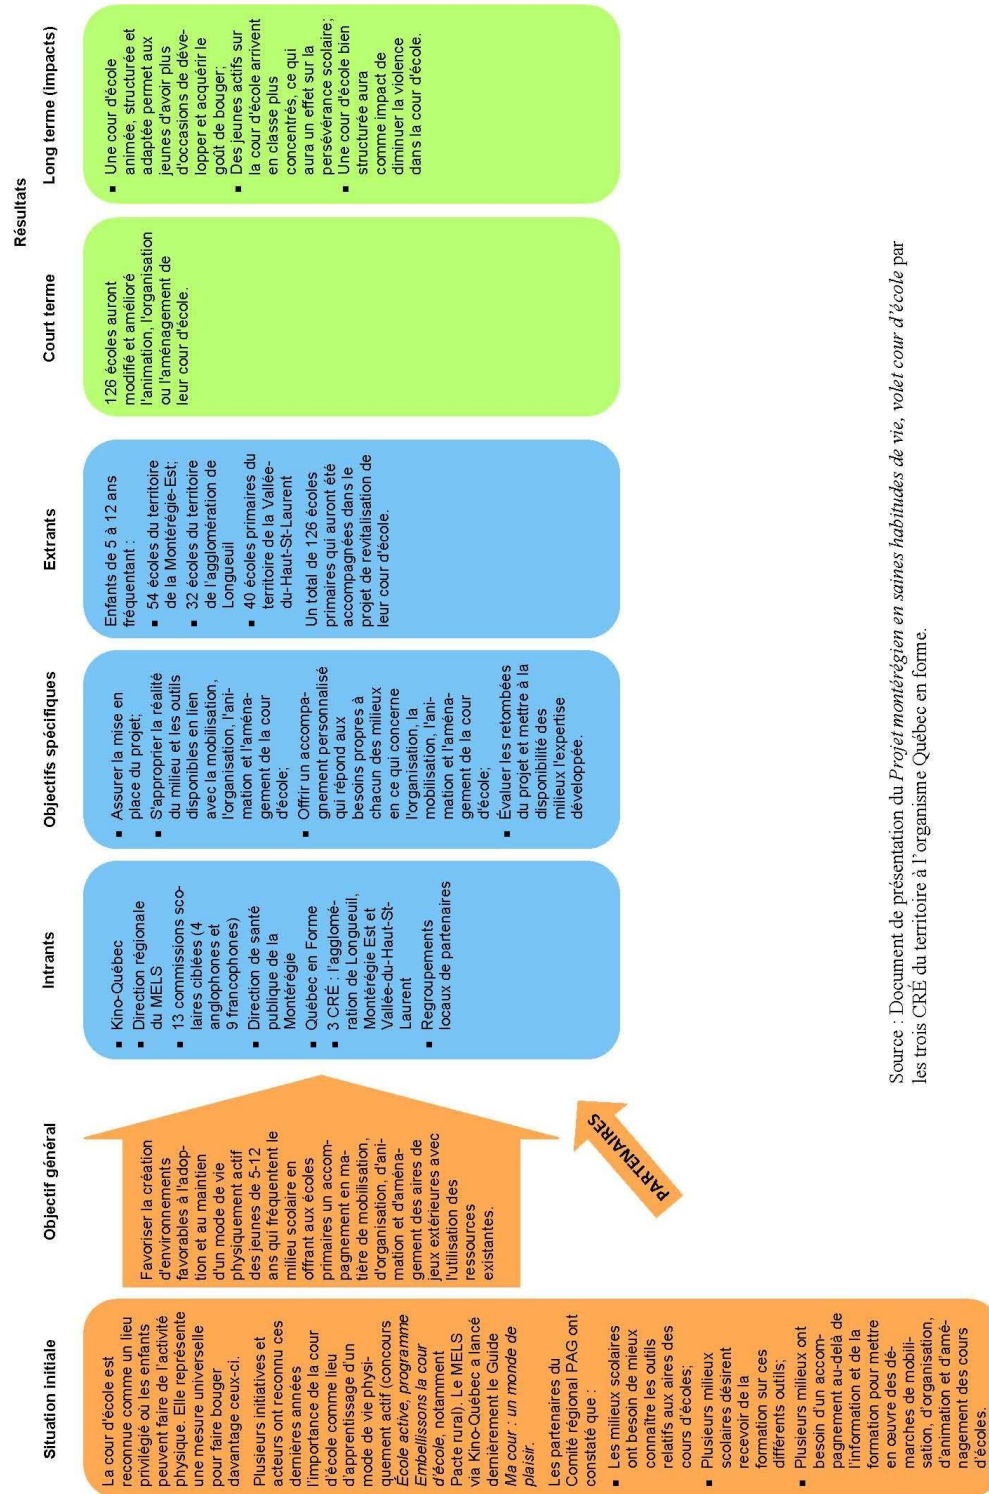 Résultats
Situation initiale
La cour d'école est
reconnue comme un lieu
privilégié où les enfants
peuvent faire de l'activité
physique. Elle représente
une mesure universelle
pour faire bouger
davantage ceux-ci.
Plusieurs initiatives et
acteurs ont reconnu ces
dernières années
l'importance de la cour
d'école comme lieu
d'apprentissage d'un
mode de vie physi-
quement actif (concours
École active, programme
Embellissons la cour
d'école, notamment
Pacte rural). Le MELS
via Kino-Québec a lancé
dernièrement le Guide
Ma cour : un monde de
plaisir.
Les partenaires du
Comité régional PAG ont
constaté que :
▪ Les milieux scolaires
ont besoin de mieux
connaître les outils
relatifs aux aires des
cours d'écoles;
▪ Plusieurs milieux
scolaires désirent
recevoir de la
formation sur ces
différents outils;
▪ Plusieurs milieux ont
besoin d'un accom-
pagnement au-delà de
l'information et de la
formation pour mettre
en œuvre des dé-
marches de mobili-
sation, d'organisation,
d'animation et d'amé-
nagement des cours
d'écoles.
Objectif général
Favoriser la création
d'environnements
favorables à l'adop-
tion et au maintien
d'un mode de vie
physiquement actif
des jeunes de 5-12
ans qui fréquentent le
milieu scolaire en
offrant aux écoles
primaires un accom-
pagnement en ma-
tière de mobilisation,
d'organisation, d'ani-
mation et d'aména-
gement des aires de
jeux extérieures avec
l'utilisation des
ressources
existantes.
PARTENAIRES
Intrants
▪ Kino-Québec
▪ Direction régionale
du MELS
▪ 13 commissions sco-
laires ciblées (4
anglophones et
9 francophones)
▪ Direction de santé
publique de la
Montérégie
▪ Québec en Forme
▪ 3 CRÉ : l'agglomé-
ration de Longueuil,
Montérégie Est et
Vallée-du-Haut-St-
Laurent
▪ Regroupements
locaux de partenaires
Objectifs spécifiques
▪ Assurer la mise en
place du projet;
▪ S'approprier la réalité
du milieu et les outils
disponibles en lien
avec la mobilisation,
l'organisation, l'ani-
mation et l'aména-
gement de la cour
d'école;
▪ Offrir un accompa-
gnement personnalisé
qui répond aux
besoins propres à
chacun des milieux
en ce qui concerne
l'organisation, la
mobilisation, l'ani-
mation et l'aména-
gement de la cour
d'école;
▪ Évaluer les retombées
du projet et mettre à la
disponibilité des
milieux l'expertise
développée.
Extrants
Enfants de 5 à 12 ans
fréquentant :
▪ 54 écoles du territoire
de la Montérégie-Est;
▪ 32 écoles du territoire
de l'agglomération de
Longueuil
▪ 40 écoles primaires du
territoire de la Vallée-
du-Haut-St-Laurent
Un total de 126 écoles
primaires qui auront été
accompagnées dans le
projet de revitalisation de
leur cour d'école.
Court terme
126 écoles auront
modifié et amélioré
l'animation, l'organisation
ou l'aménagement de
leur cour d'école.
Long terme (impacts)
▪ Une cour d'école
animée, structurée et
adaptée permet aux
jeunes d'avoir plus
d'occasions de déve-
lopper et acquérir le
goût de bouger;
▪ Des jeunes actifs sur
la cour d'école arrivent
en classe plus
concentrés, ce qui
aura un effet sur la
persévérance scolaire;
▪ Une cour d'école bien
structurée aura
comme impact de
diminuer la violence
dans la cour d'école.
Source : Document de présentation du Projet montérégien en saines habitudes de vie, volet cour d'école par
les trois CRÉ du territoire à l'organisme Québec en forme.